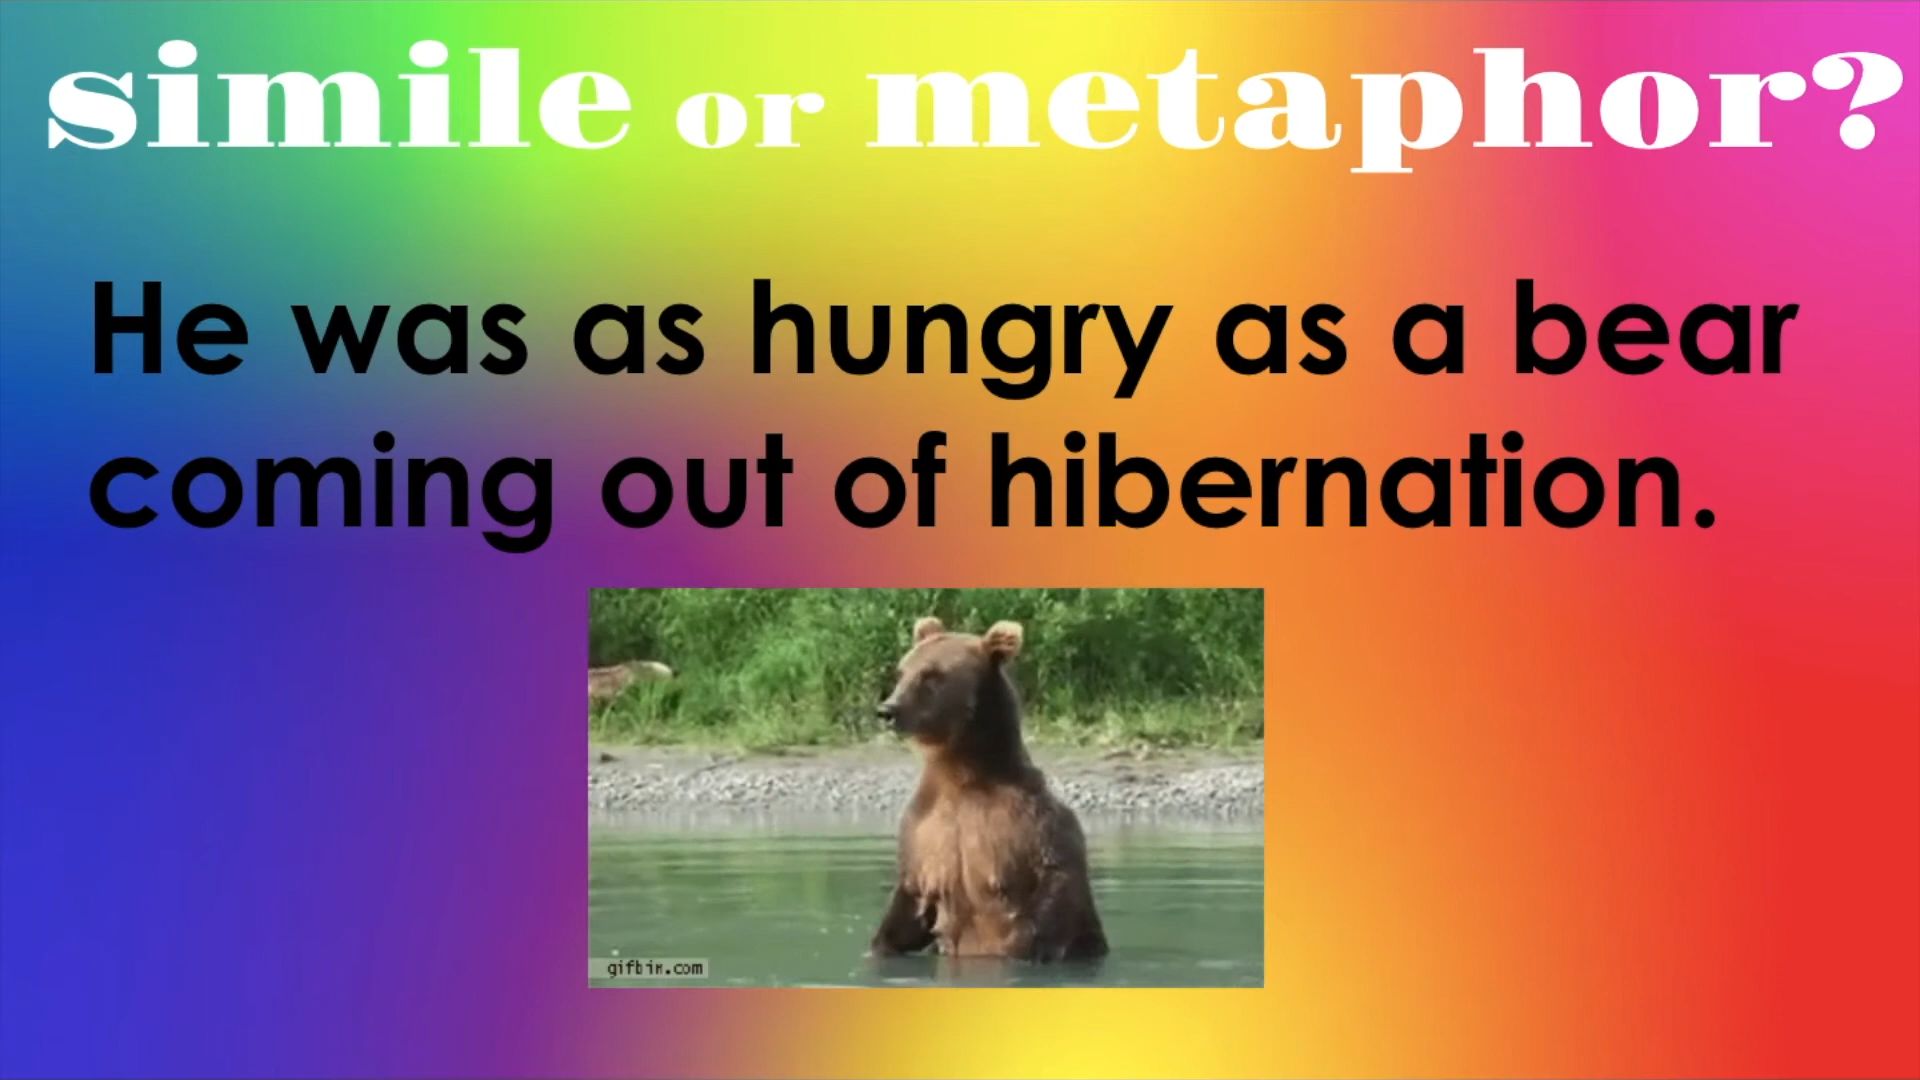 simile or metaphor?
He was as hungry as a bear
coming out of hibernation.
gifbin.com